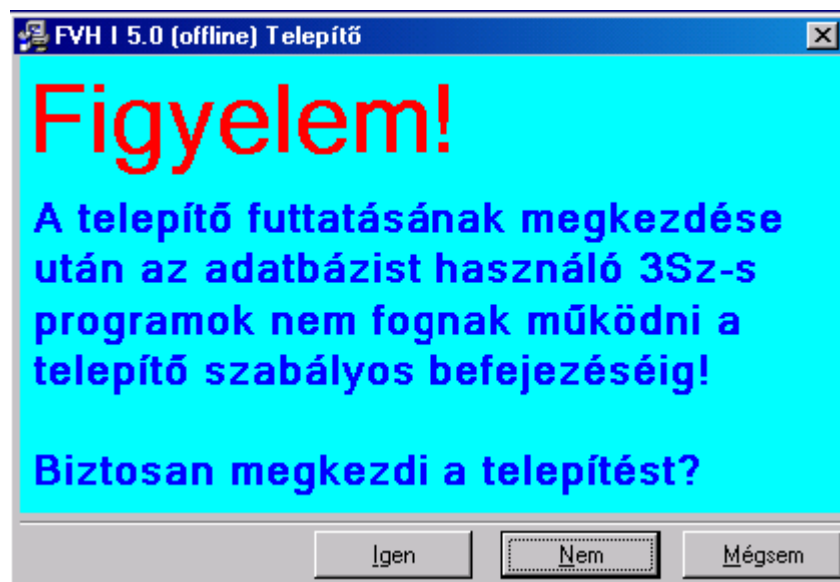 FVH I 5.0 (offline) Telepítő
Figyelem!
A telepítő futtatásának megkezdése
után az adatbázist használó 3Sz-s
programok nem fognak működni a
telepítő szabályos befejezéséig!
Biztosan megkezdi a telepítést?
Igen Nem Mégsem